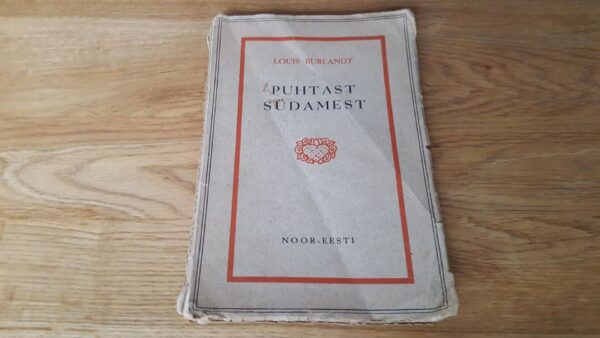 LOUIS BURLANDT
PUHTAST
SÜDAMEST
NOOR-EESTI